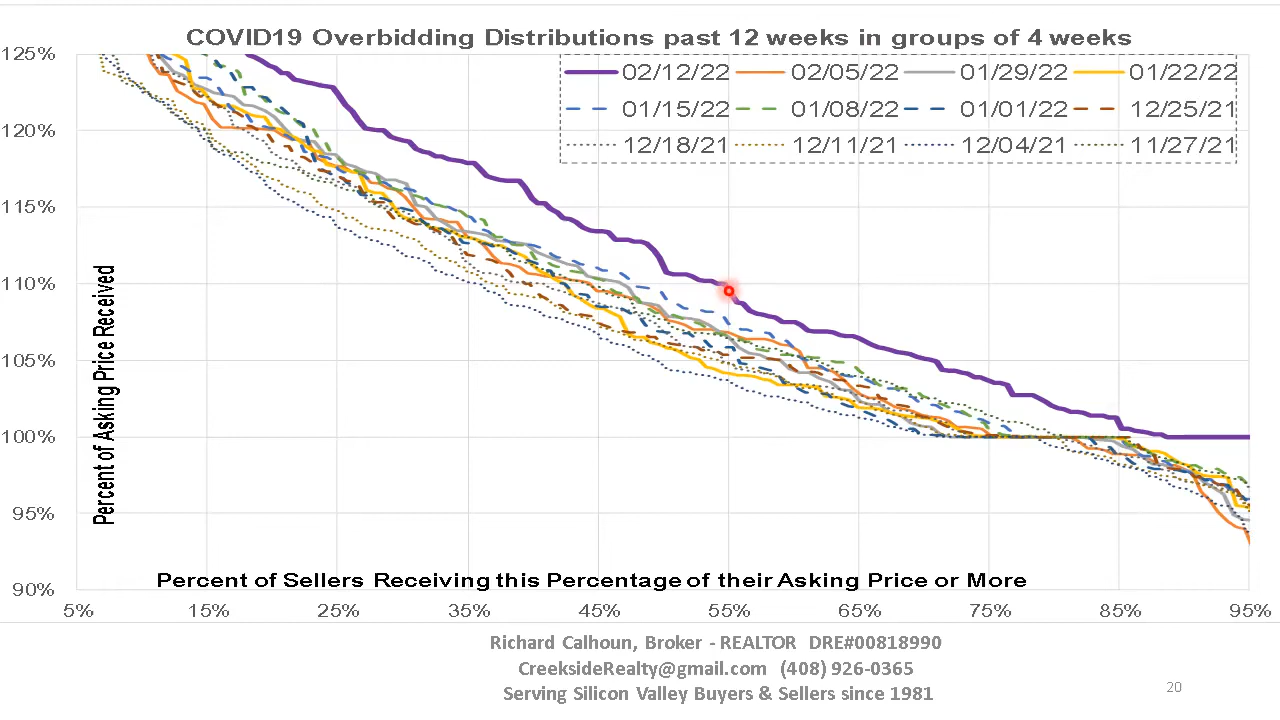 COVID19 Overbidding Distributions past 12 weeks in groups of 4 weeks
125%
120%
115%
110%
105%
100%
95%
90%
Percent of Asking Price Received
02/12/22 02/05/22 01/29/22 01/22/22
01/15/22 01/08/22 01/01/22 12/25/21
12/18/21 12/11/21 12/04/21 11/27/21
Percent of Sellers Receiving this Percentage of their Asking Price or More
5% 15% 25% 35% 45% 55% 65% 75% 85% 95%
Richard Calhoun, Broker - REALTOR DRE#00818990
CreeksideRealty@gmail.com (408) 926-0365
Serving Silicon Valley Buyers & Sellers since 1981
20